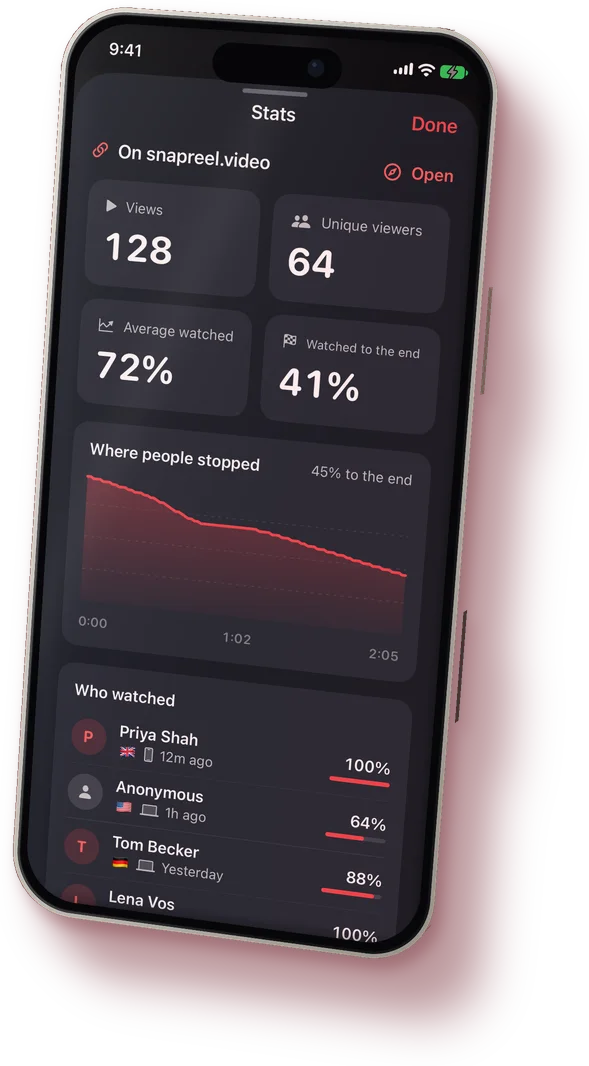 9:41
Stats
Done
On snapreel.video
Open
Views
128
Unique viewers
64
Average watched
72%
Watched to the end
41%
Where people stopped
45% to the end
0:00
1:02
2:05
Who watched
P
Priya Shah
12m ago
100%
Anonymous
1h ago
64%
T
Tom Becker
Yesterday
88%
L
Lena Vos
100%